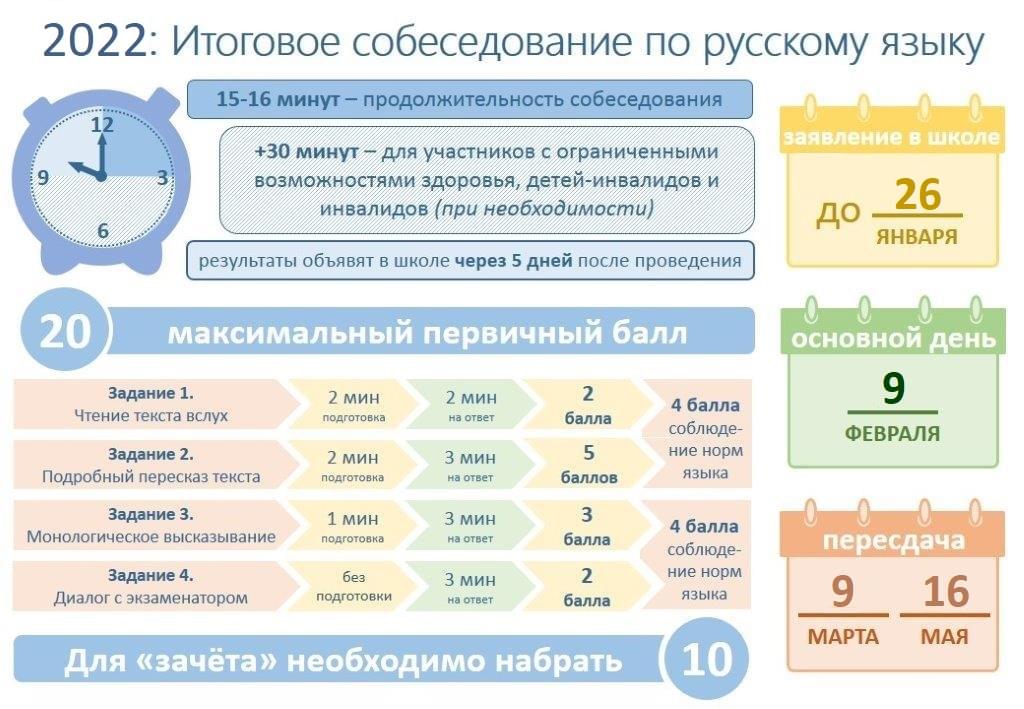 2022: Итоговое собеседование по русскому языку
12
9
3
6
15-16 минут – продолжительность собеседования
+30 минут – для участников с ограниченными
возможностями здоровья, детей-инвалидов и
инвалидов (при необходимости)
результаты объявят в школе через 5 дней после проведения
20
максимальный первичный балл
Задание 1.
Чтение текста вслух
2 мин
подготовка
2 мин
на ответ
2
балла
Задание 2.
Подробный пересказ текста
2 мин
подготовка
3 мин
на ответ
5
баллов
4 балла
соблюде-
ние норм
языка
Задание 3.
Монологическое высказывание
1 мин
подготовка
3 мин
на ответ
3
балла
Задание 4.
Диалог с экзаменатором
без
подготовки
3 мин
на ответ
2
балла
4 балла
соблюде-
ние норм
языка
Для «зачёта» необходимо набрать
10
заявление в школе
до 26
ЯНВАРЯ
основной день
9
ФЕВРАЛЯ
пересдача
9
МАРТА
16
МАЯ